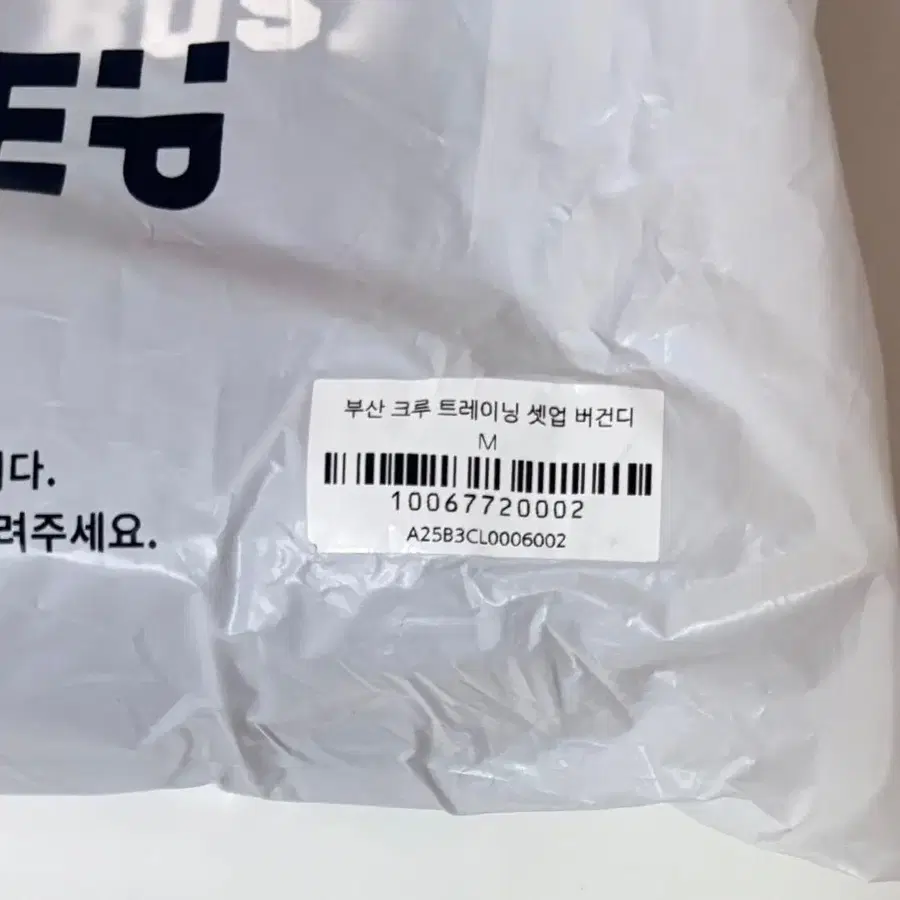 BUS
부산 크루 트레이닝 셋업 버건디
M
10067720002
A25B3CL0006002
다.
려주세요.